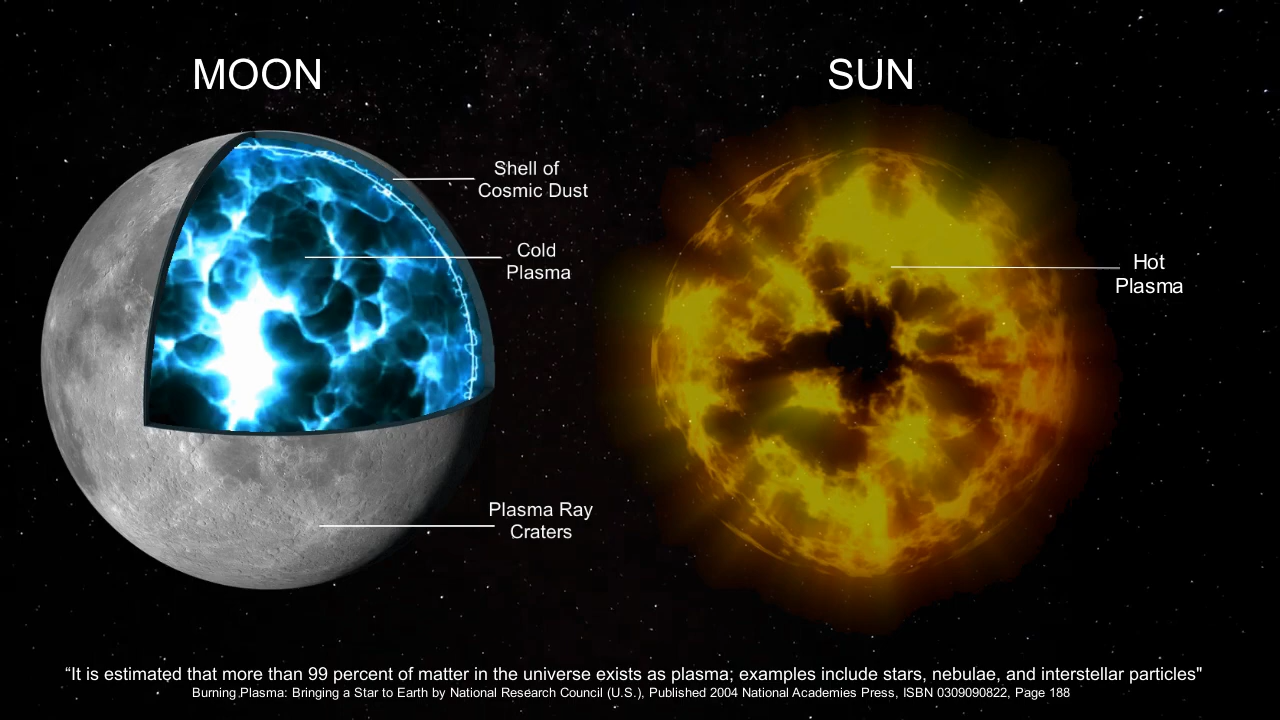 MOON
SUN
Shell of
Cosmic Dust
Cold
Plasma
Hot
Plasma
Plasma Ray
Craters
“It is estimated that more than 99 percent of matter in the universe exists as plasma; examples include stars, nebulae, and interstellar particles"
Burning Plasma: Bringing a Star to Earth by National Research Council (U.S.), Published 2004 National Academies Press, ISBN 0309090822, Page 188